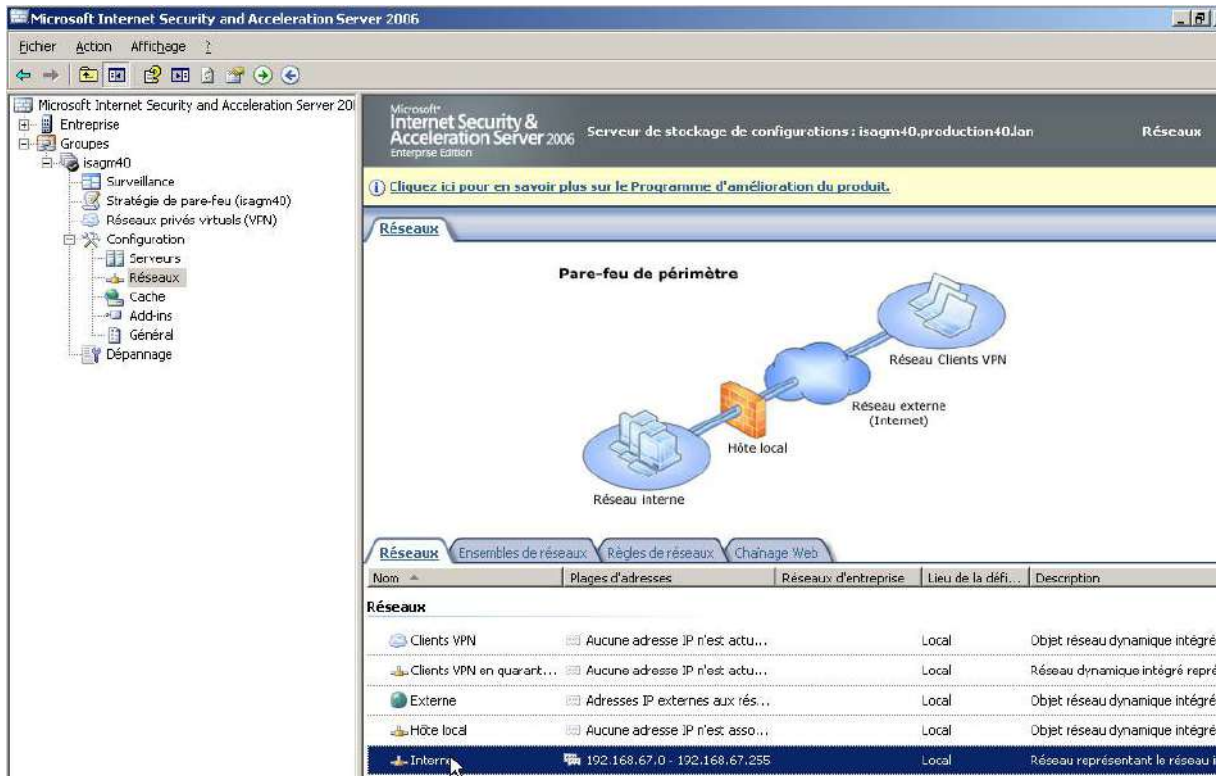 Microsoft Internet Security and Acceleration Server 2006
Fichier Action Affichage ?
Microsoft Internet Security and Acceleration Server 20
Entreprise
Groupes
isagm40
Surveillance
Stratégie de pare-feu (isagm40)
Réseaux privés virtuels (VPN)
Configuration
Serveurs
Réseaux
Cache
Add-ins
Général
Dépannage
Microsoft®
Internet Security &
Acceleration Server 2006
Enterprise Edition
Serveur de stockage de configurations : isagm40.production40.lan
Réseaux
Cliquez ici pour en savoir plus sur le Programme d'amélioration du produit.
Réseaux
Pare-feu de périmètre
Réseau Clients VPN
Réseau externe
(Internet)
Hôte local
Réseau interne
Réseaux Ensembles de réseaux Règles de réseaux Chaînage Web
Nom Plages d'adresses Réseaux d'entreprise Lieu de la défi... Description
Réseaux
Clients VPN Aucune adresse IP n'est actu... Local Objet réseau dynamique intégré
Clients VPN en quarant... Aucune adresse IP n'est actu... Local Réseau dynamique intégré repré
Externe Adresses IP externes aux rés... Local Objet réseau dynamique intégré
Hôte local Aucune adresse IP n'est asso... Local Objet réseau dynamique intégré
Interne 192.168.67.0 - 192.168.67.255 Local Réseau représentant le réseau i